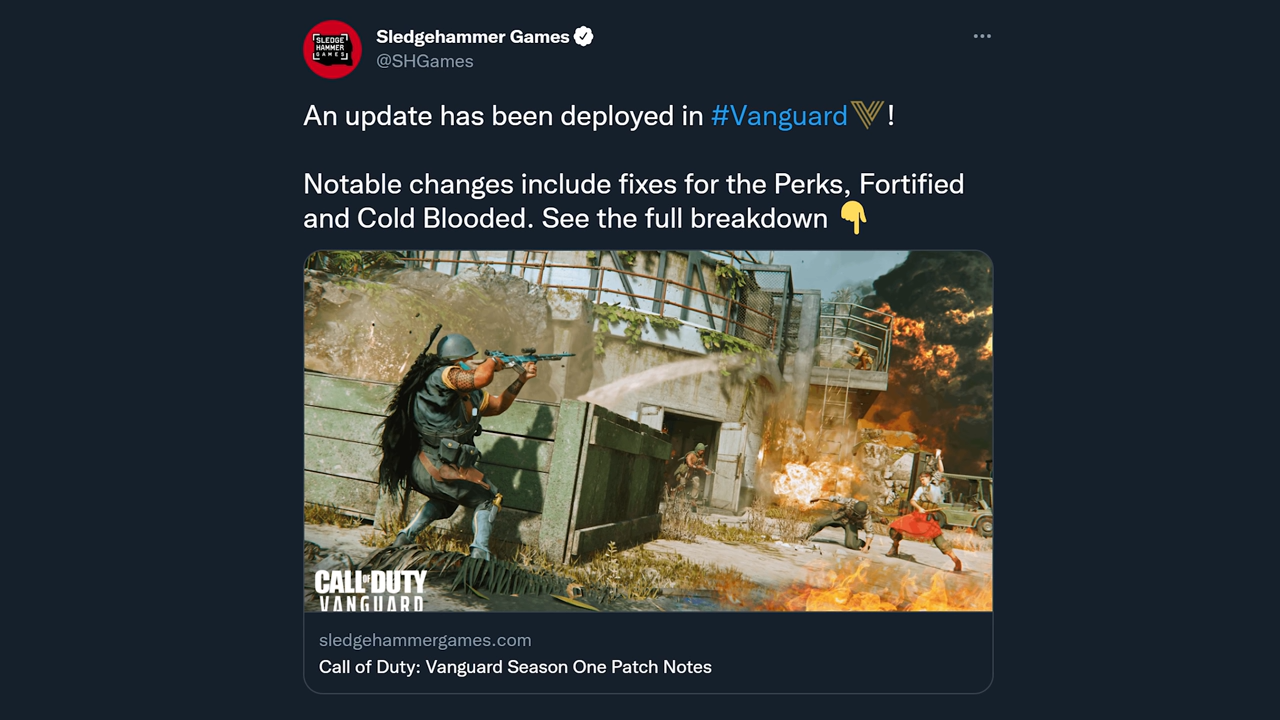 SLEDGE
HAMMER
GAMES
Sledgehammer Games
@SHGames
An update has been deployed in #Vanguard!
Notable changes include fixes for the Perks, Fortified
and Cold Blooded. See the full breakdown 👇
CALL OF DUTY
VANGUARD
sledgehammergames.com
Call of Duty: Vanguard Season One Patch Notes